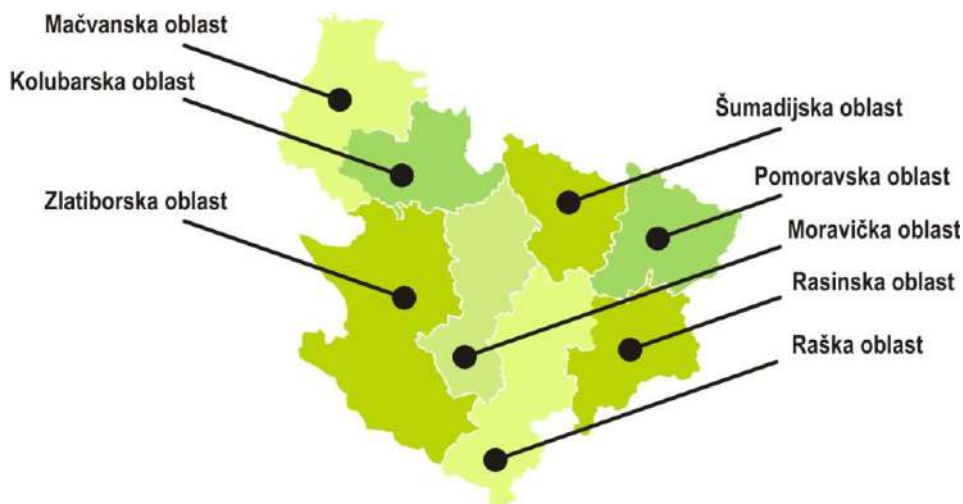 Mačvanska oblast
Kolubarska oblast
Zlatiborska oblast
Šumadijska oblast
Pomoravska oblast
Moravička oblast
Rasinska oblast
Raška oblast